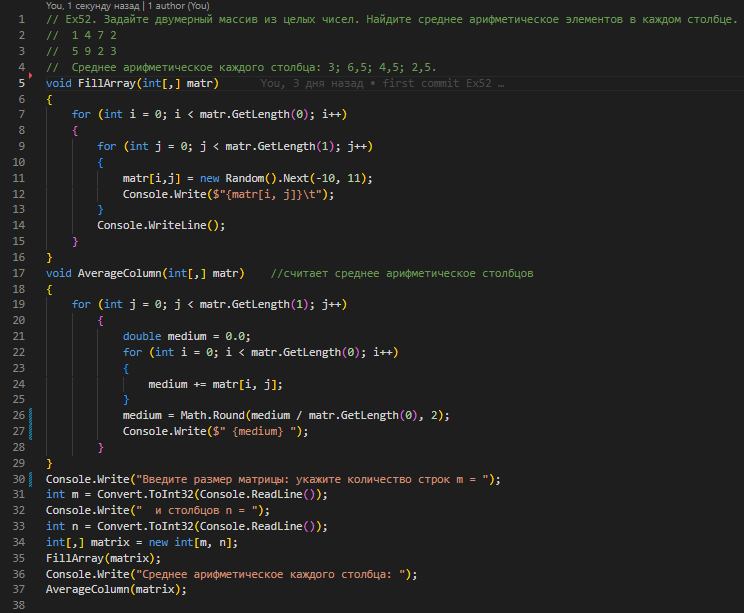 You, 1 секунду назад | 1 author (You)
1 // Ex52. Задайте двумерный массив из целых чисел. Найдите среднее арифметическое элементов в каждом столбце.
2 //  1 4 7 2
3 //  5 9 2 3
4 //  Среднее арифметическое каждого столбца: 3; 6,5; 4,5; 2,5.
5 void FillArray(int[,] matr)      You, 3 дня назад • first commit Ex52 …
6 {
7     for (int i = 0; i < matr.GetLength(0); i++)
8     {
9         for (int j = 0; j < matr.GetLength(1); j++)
10         {
11             matr[i,j] = new Random().Next(-10, 11);
12             Console.Write($"{matr[i, j]}\t");
13         }
14         Console.WriteLine();
15     }
16 }
17 void AverageColumn(int[,] matr)    //считает среднее арифметическое столбцов
18 {
19     for (int j = 0; j < matr.GetLength(1); j++)
20         {
21             double medium = 0.0;
22             for (int i = 0; i < matr.GetLength(0); i++)
23             {
24                 medium += matr[i, j];
25             }
26             medium = Math.Round(medium / matr.GetLength(0), 2);
27             Console.Write($" {medium} ");
28         }
29 }
30 Console.Write("Введите размер матрицы: укажите количество строк m = ");
31 int m = Convert.ToInt32(Console.ReadLine());
32 Console.Write("  и столбцов n = ");
33 int n = Convert.ToInt32(Console.ReadLine());
34 int[,] matrix = new int[m, n];
35 FillArray(matrix);
36 Console.Write("Среднее арифметическое каждого столбца: ");
37 AverageColumn(matrix);
38